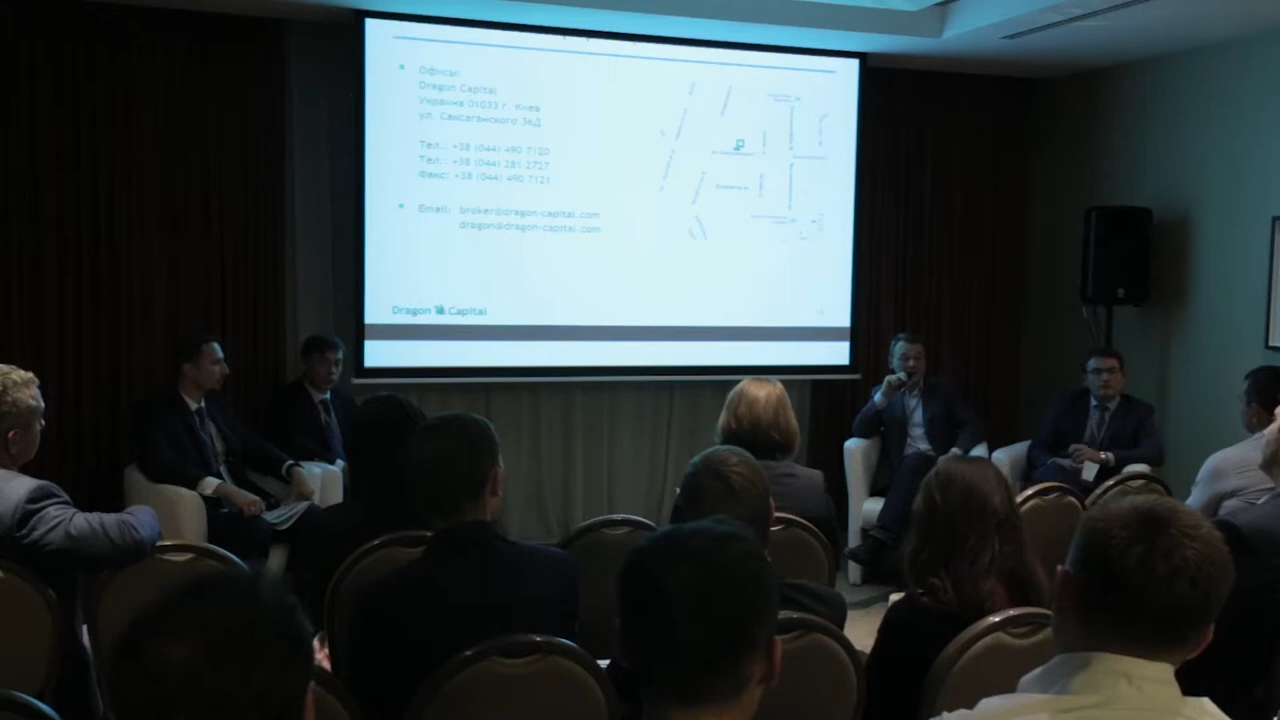 Офисы:
Dragon Capital
Украина 01033 г. Киев
ул. Саксаганского 36Д
Тел.: +38 (044) 490 7120
Тел.: +38 (044) 281 2727
Факс: +38 (044) 490 7121
Email: broker@dragon-capital.com
dragon@dragon-capital.com
Dragon Capital